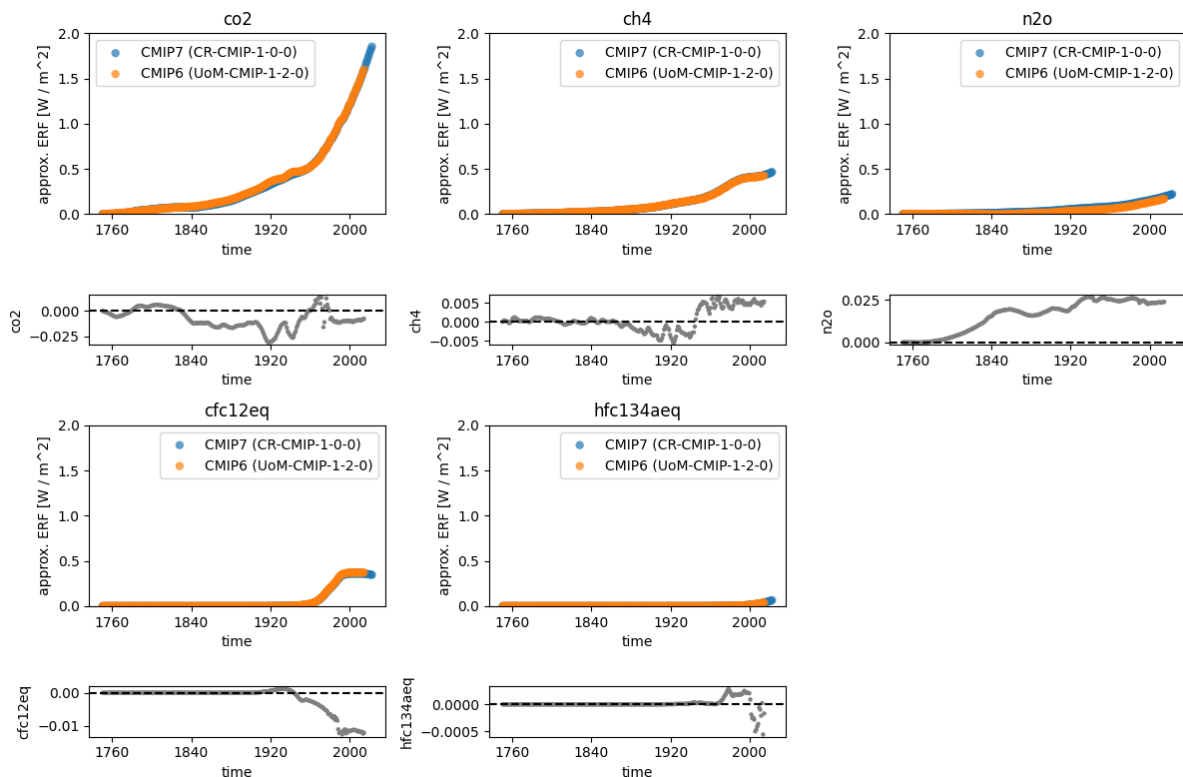 co2
2.0
1.5
1.0
0.5
0.0
approx. ERF [W / m^2]
CMIP7 (CR-CMIP-1-0-0)
CMIP6 (UoM-CMIP-1-2-0)
1760 1840 1920 2000
time
ch4
2.0
1.5
1.0
0.5
0.0
approx. ERF [W / m^2]
CMIP7 (CR-CMIP-1-0-0)
CMIP6 (UoM-CMIP-1-2-0)
1760 1840 1920 2000
time
n2o
2.0
1.5
1.0
0.5
0.0
approx. ERF [W / m^2]
CMIP7 (CR-CMIP-1-0-0)
CMIP6 (UoM-CMIP-1-2-0)
1760 1840 1920 2000
time
co2
0.000
−0.025
1760 1840 1920 2000
time
ch4
0.005
0.000
−0.005
1760 1840 1920 2000
time
n2o
0.025
0.000
1760 1840 1920 2000
time
cfc12eq
2.0
1.5
1.0
0.5
0.0
approx. ERF [W / m^2]
CMIP7 (CR-CMIP-1-0-0)
CMIP6 (UoM-CMIP-1-2-0)
1760 1840 1920 2000
time
hfc134aeq
2.0
1.5
1.0
0.5
0.0
approx. ERF [W / m^2]
CMIP7 (CR-CMIP-1-0-0)
CMIP6 (UoM-CMIP-1-2-0)
1760 1840 1920 2000
time
cfc12eq
0.00
−0.01
1760 1840 1920 2000
time
hfc134aeq
0.0000
−0.0005
1760 1840 1920 2000
time